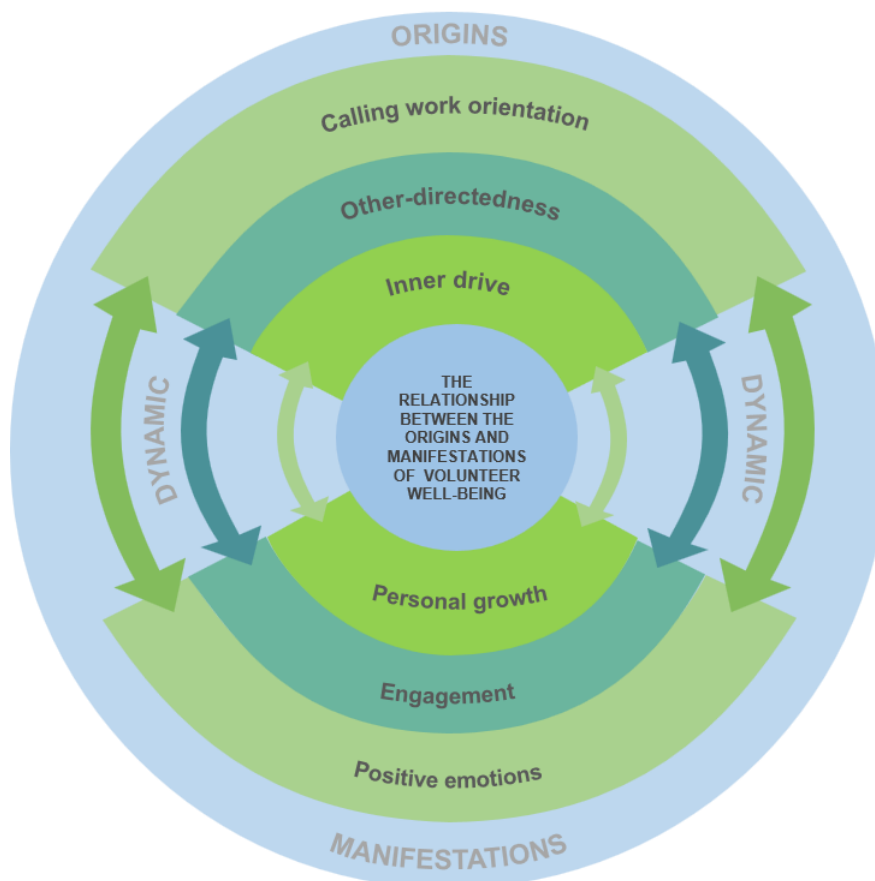 ORIGINS
Calling work orientation
Other-directedness
Inner drive
THE
RELATIONSHIP
BETWEEN THE
ORIGINS AND
MANIFESTATIONS
OF VOLUNTEER
WELL-BEING
DYNAMIC
DYNAMIC
Personal growth
Engagement
Positive emotions
MANIFESTATIONS